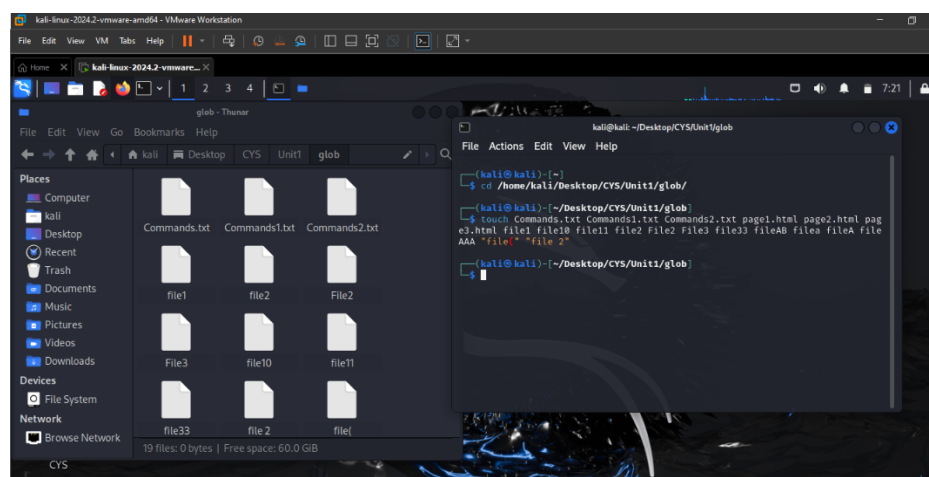 kali-linux-2024.2-vmware-amd64 - VMware Workstation
File Edit View VM Tabs Help
Home
kali-linux-2024.2-vmware...
1 2 3 4
7:21
glob - Thunar
File Edit View Go Bookmarks Help
kali Desktop CYS Unit1 glob
Places
Computer
kali
Desktop
Recent
Trash
Documents
Music
Pictures
Videos
Downloads
Devices
File System
Network
Browse Network
Commands.txt Commands1.txt Commands2.txt
file1 file2 File2
File3 file10 file11
file33 file 2 file[
19 files: 0 bytes | Free space: 60.0 GiB
CYS
kali@kali: ~/Desktop/CYS/Unit1/glob
File Actions Edit View Help
(kali㉿kali)-[~]
$ cd /home/kali/Desktop/CYS/Unit1/glob/
(kali㉿kali)-[~/Desktop/CYS/Unit1/glob]
$ touch Commands.txt Commands1.txt Commands2.txt page1.html page2.html pag
e3.html file1 file10 file11 file2 File2 File3 file33 fileAB filea fileA file
AAA "file[" "file 2"
(kali㉿kali)-[~/Desktop/CYS/Unit1/glob]
$